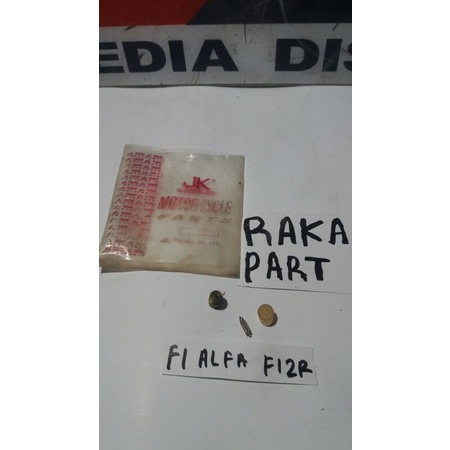 EDIA DIS
JK
MOTORCYCLE
PARTS
RAKA
PART
F1 ALFA F12R